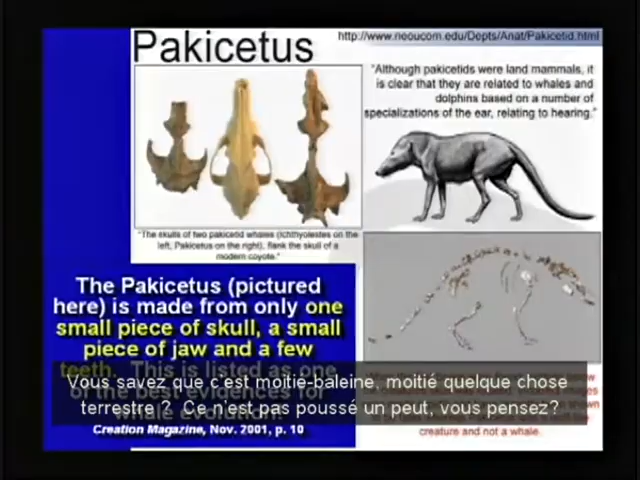 Pakicetus
http://www.neoucom.edu/Depts/Anat/Pakicetid.html
"Although pakicetids were land mammals, it
is clear that they are related to whales and
dolphins based on a number of
specializations of the ear, relating to hearing."
"The skulls of two pakicetid whales (Ichthyolestes on the
left, Pakicetus on the right), flank the skull of a
modern coyote."
The Pakicetus (pictured
here) is made from only one
small piece of skull, a small
piece of jaw and a few
teeth. This is listed as one
of the best evidences for
Vous savez que c'est moitie-baleine, moitié quelque chose
terrestre ? Ce n'est pas poussé un peut, vous pensez?
Creation Magazine, Nov. 2001, p. 10
creature and not a whale.